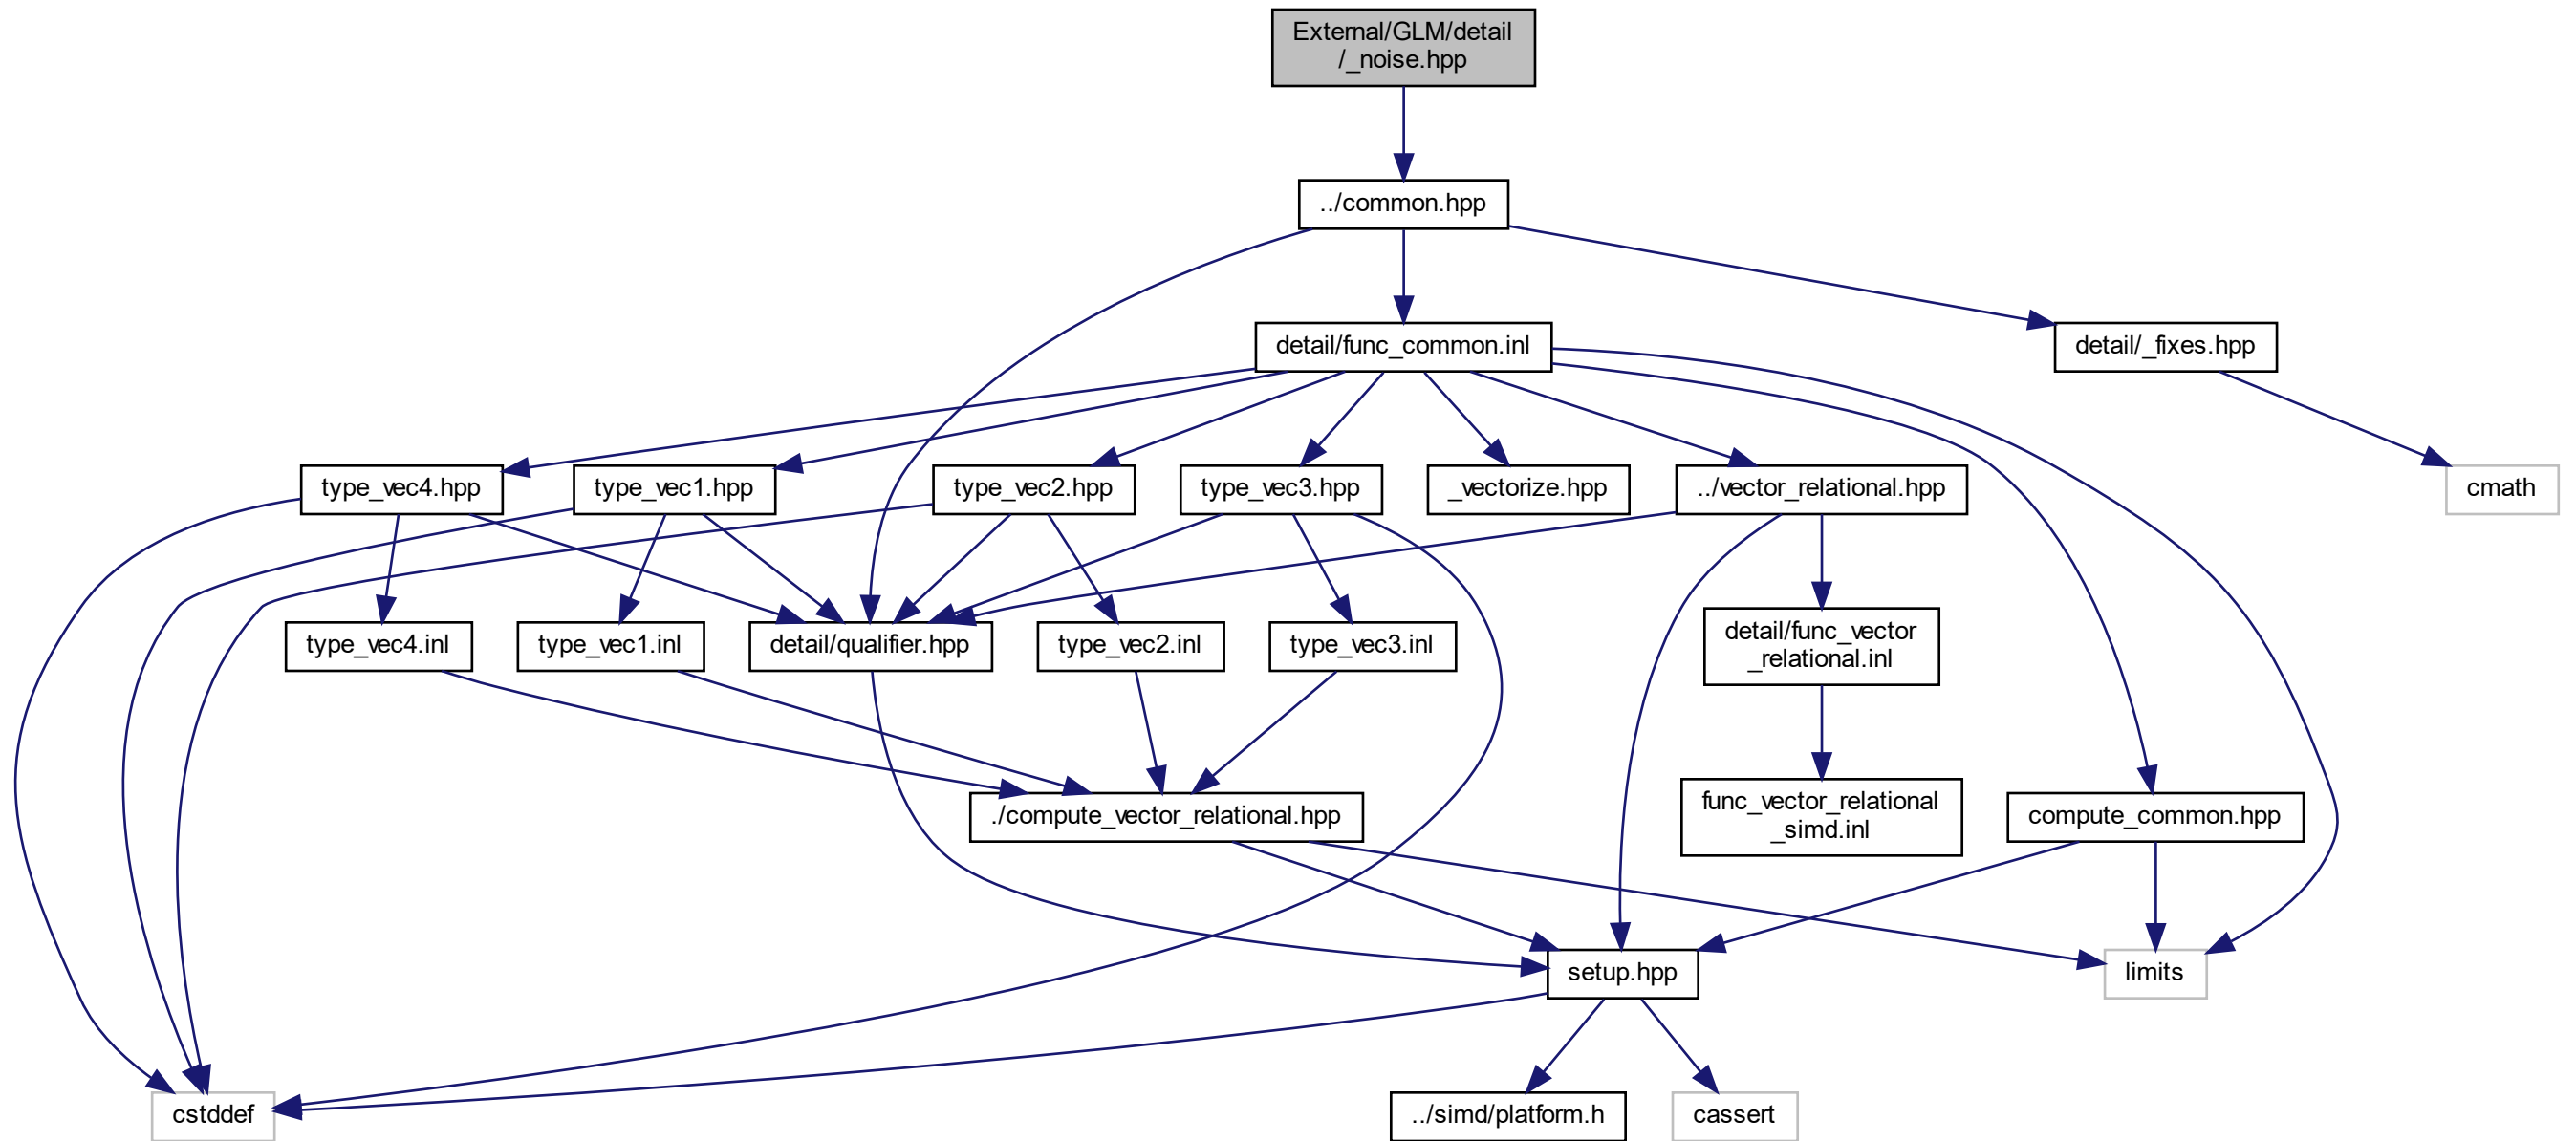 External/GLM/detail
/_noise.hpp
../common.hpp
detail/func_common.inl
detail/_fixes.hpp
type_vec4.hpp
type_vec1.hpp
type_vec2.hpp
type_vec3.hpp
_vectorize.hpp
../vector_relational.hpp
cmath
type_vec4.inl
type_vec1.inl
detail/qualifier.hpp
type_vec2.inl
type_vec3.inl
detail/func_vector
_relational.inl
./compute_vector_relational.hpp
func_vector_relational
_simd.inl
compute_common.hpp
setup.hpp
limits
cstddef
../simd/platform.h
cassert